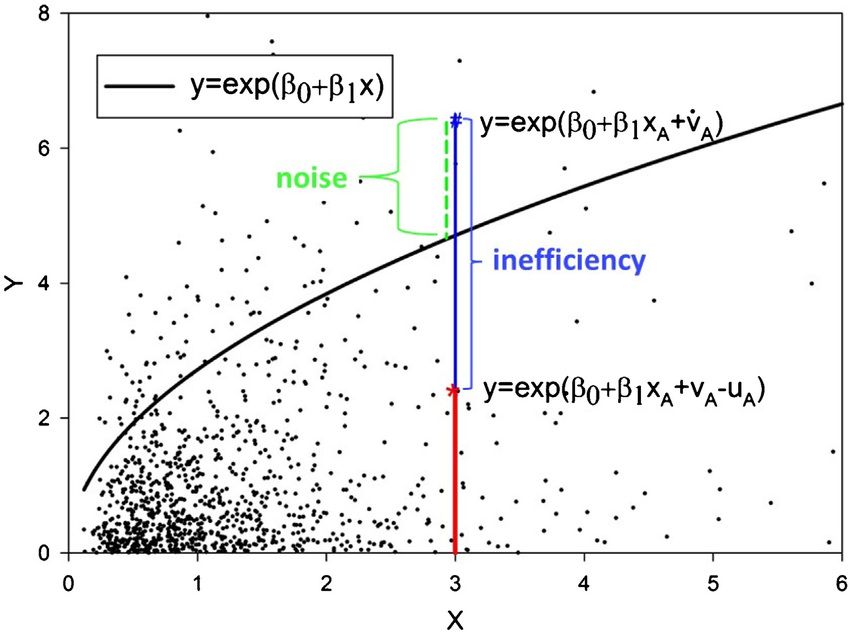 8
y=exp(β0+β1x)
# y=exp(β0+β1xA+vA)
6
noise
inefficiency
4
Y
* y=exp(β0+β1xA+vA-uA)
2
0
0 1 2 3 4 5 6
X